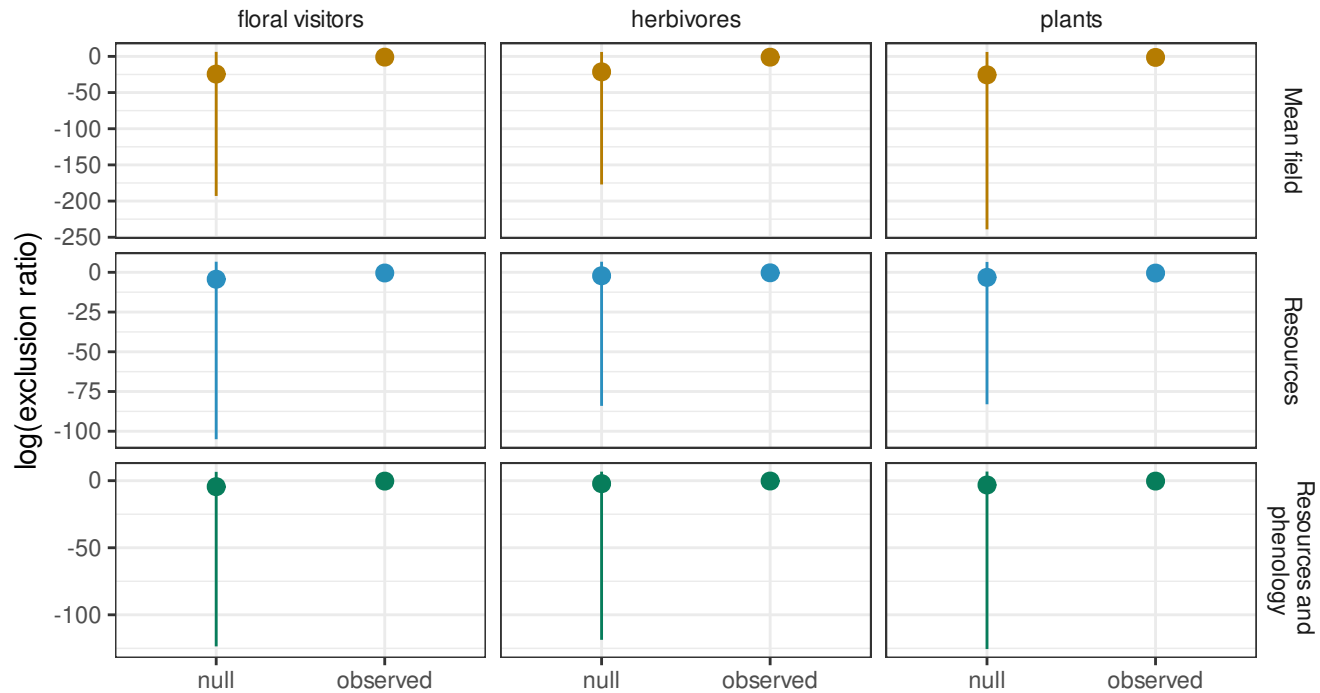 floral visitors
herbivores
plants
log(exclusion ratio)
0
-50
-100
-150
-200
-250
Mean field
0
-25
-50
-75
-100
Resources
0
-50
-100
Resources and
phenology
null
observed
null
observed
null
observed